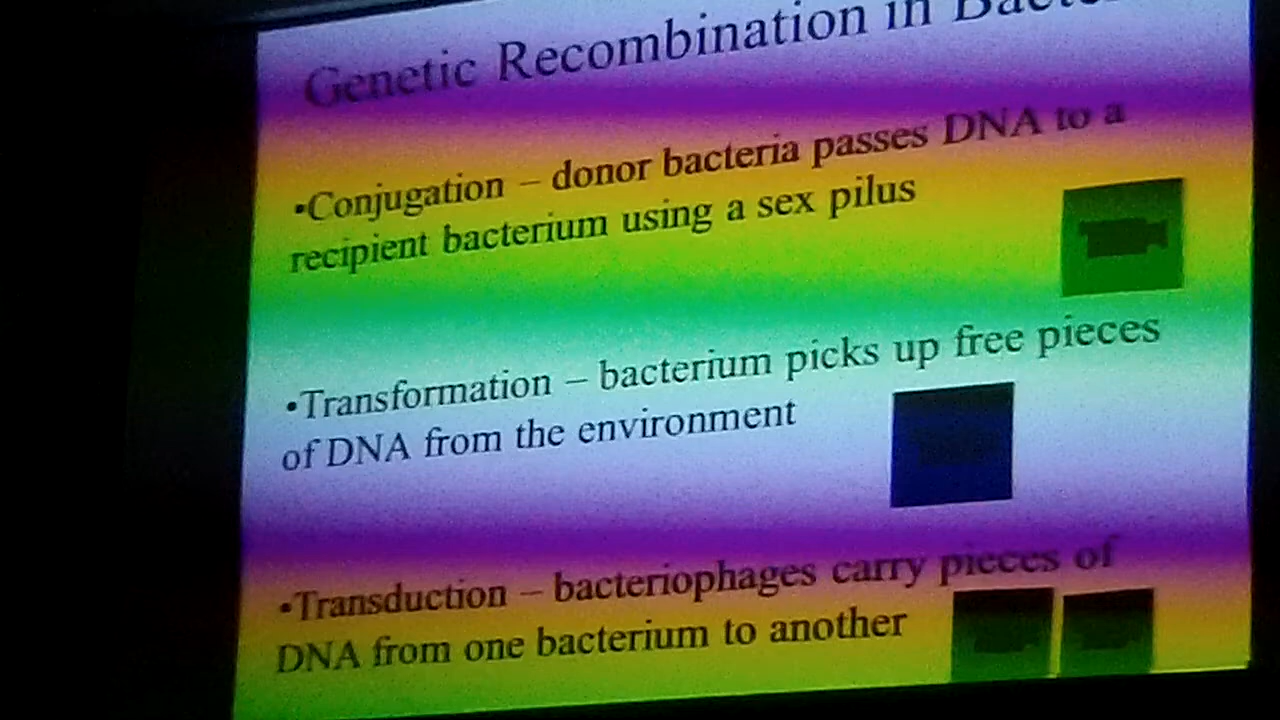 Genetic Recombination in Bacte
•Conjugation – donor bacteria passes DNA to a
recipient bacterium using a sex pilus
•Transformation – bacterium picks up free pieces
of DNA from the environment
•Transduction – bacteriophages carry pieces of
DNA from one bacterium to another